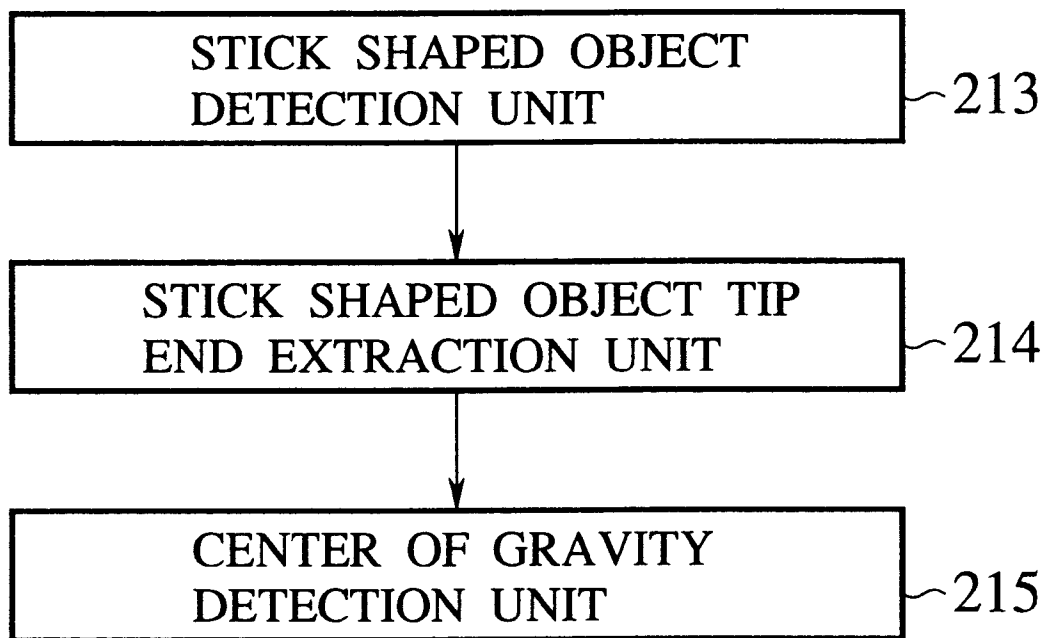 STICK SHAPED OBJECT
DETECTION UNIT
213
STICK SHAPED OBJECT TIP
END EXTRACTION UNIT
214
CENTER OF GRAVITY
DETECTION UNIT
215